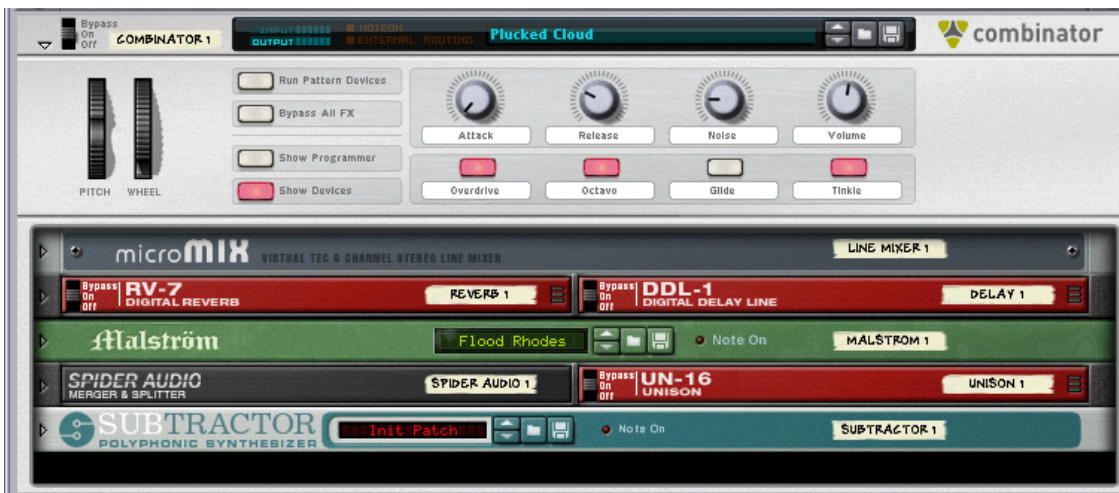 Bypass
On
Off
COMBINATOR 1
INPUT
OUTPUT
NOTEON
EXTERNAL ROUTING
Plucked Cloud
combinator
Run Pattern Devices
Bypass All FX
Show Programmer
Show Devices
PITCH
WHEEL
Attack
Release
Noise
Volume
Overdrive
Octavo
Glide
Tinkle
microMIX VIRTUAL TEC 6 CHANNEL STEREO LINE MIXER
LINE MIXER 1
Bypass
On
Off
RV-7
DIGITAL REVERB
REVERB 1
Bypass
On
Off
DDL-1
DIGITAL DELAY LINE
DELAY 1
Malström
Flood Rhodes
Note On
MALSTROM 1
SPIDER AUDIO
MERGER & SPLITTER
SPIDER AUDIO 1
Bypass
On
Off
UN-16
UNISON
UNISON 1
SUBTRACTOR
POLYPHONIC SYNTHESIZER
Init Patch
Note On
SUBTRACTOR 1